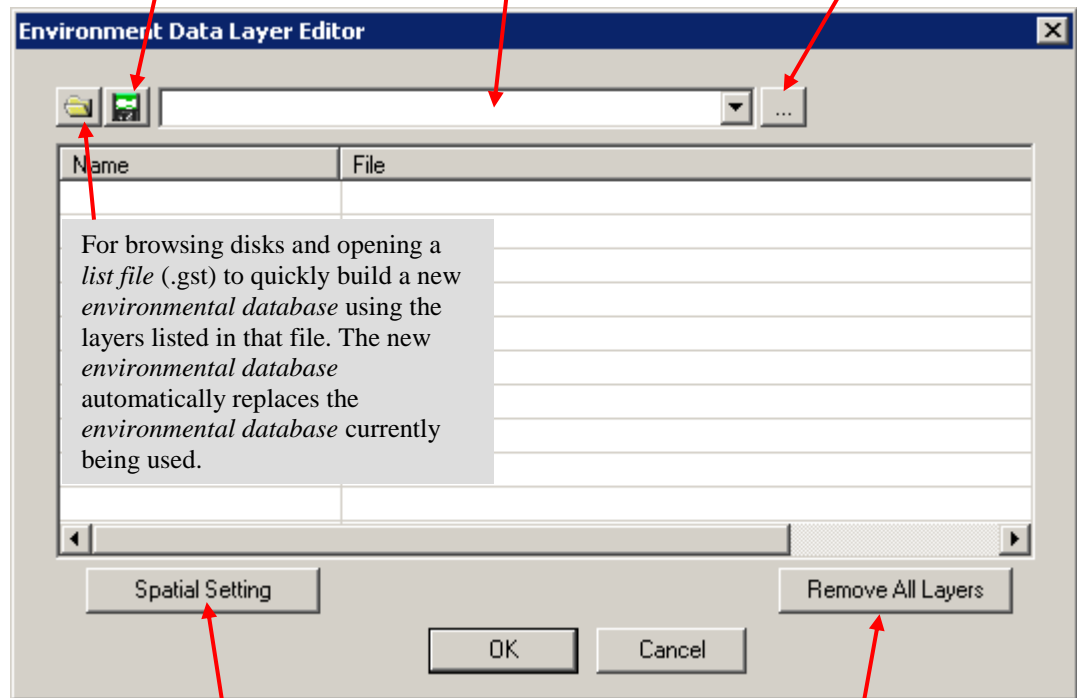 Environment Data Layer Editor
...
Name File
For browsing disks and opening a
list file (.gst) to quickly build a new
environmental database using the
layers listed in that file. The new
environmental database
automatically replaces the
environmental database currently
being used.
Spatial Setting Remove All Layers
OK Cancel